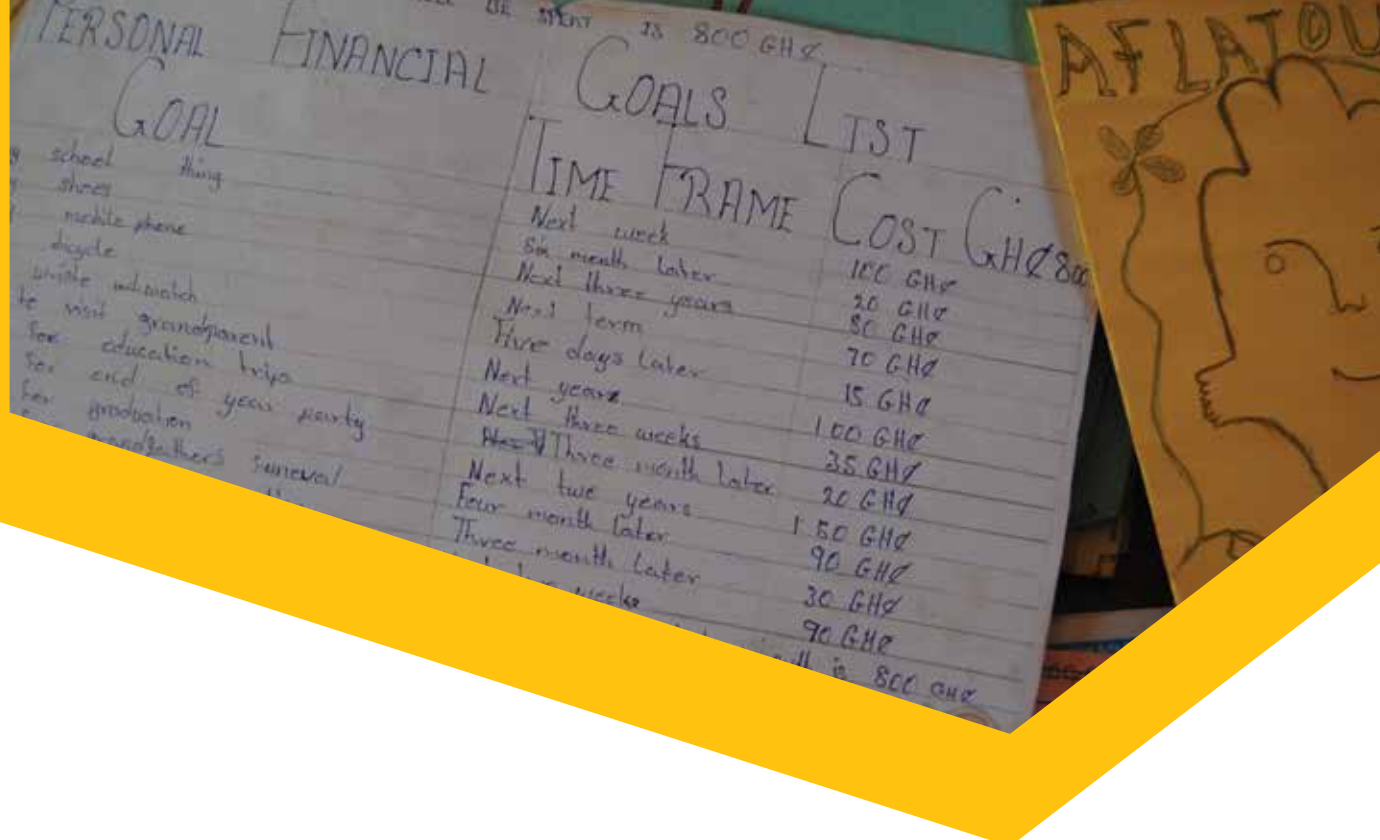 BE SPENT IS 800 GH₵
PERSONAL FINANCIAL GOALS LIST
GOAL TIME FRAME COST GH₵ 800
school thing Next week 100 GH₵
shoes Six month later 20 GH₵
mobile phone Next three years 80 GH₵
Next term 70 GH₵
Five days later 15 GH₵
visit grandparent Next years 100 GH₵
for education trips Next three weeks 35 GH₵
for end of year party Three month later 20 GH₵
for graduation Next two years 150 GH₵
grandfathers funeral Four month later 90 GH₵
Three month later 30 GH₵
weeks 90 GH₵
is 800 GH₵
AFLATOU